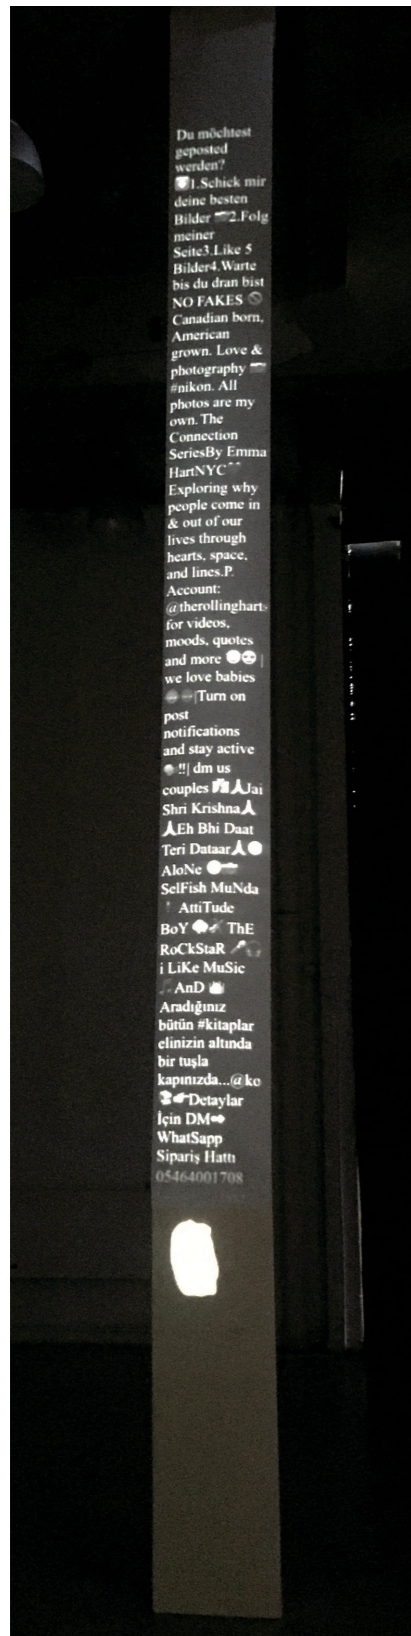 Du möchtest
geposted
werden?
1.Schick mir
deine besten
Bilder 📷2.Folg
meiner
Seite3.Like 5
Bilder4.Warte
bis du dran bist
NO FAKES 🚫
Canadian born,
American
grown. Love &
photography 📷
#nikon. All
photos are my
own. The
Connection
SeriesBy Emma
HartNYC
Exploring why
people come in
& out of our
lives through
hearts, space,
and lines.P.
Account:
@therollinghart-
for videos,
moods, quotes
and more |
we love babies
|Turn on
post
notifications
and stay active
‼| dm us
couples Jai
Shri Krishna🙏
🙏Eh Bhi Daat
Teri Dataar🙏
AloNe
SelFish MuNda
AttiTude
BoY ThE
RoCkStaR 🎤🎧
i LiKe MuSic
🎵AnD
Aradığınız
bütün #kitaplar
elinizin altında
bir tuşla
kapınızda...@ko
Detaylar
İçin DM➡
WhatSapp
Sipariş Hattı
05464001708